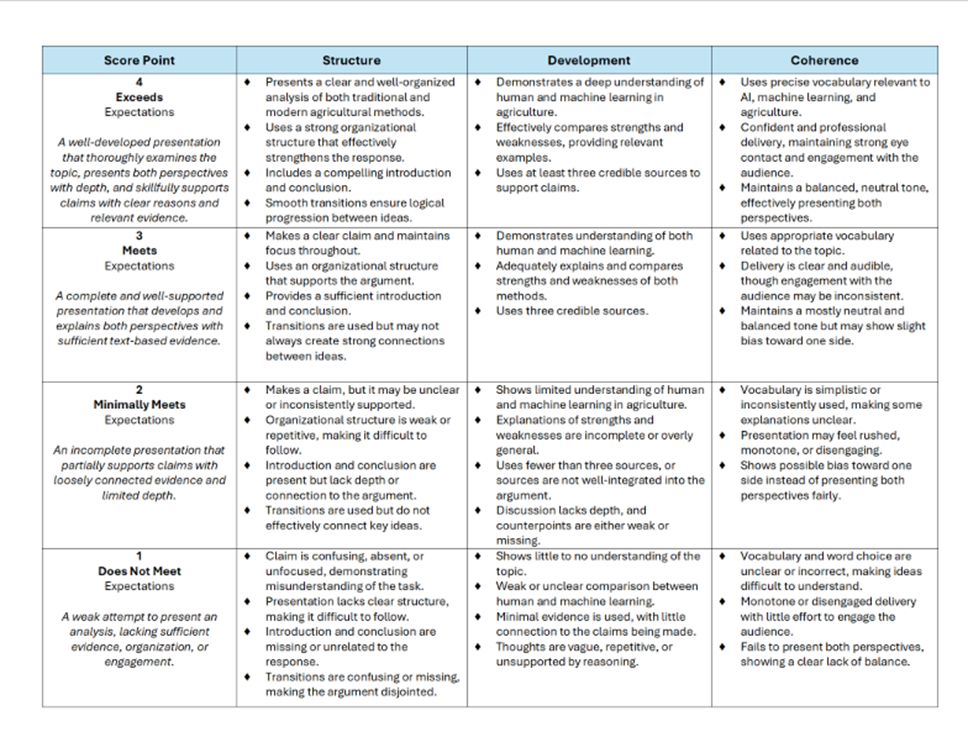 Score Point
Structure
Development
Coherence
4
Exceeds
Expectations
A well-developed presentation
that thoroughly examines the
topic, presents both perspectives
with depth, and skillfully supports
claims with clear reasons and
relevant evidence.
♦ Presents a clear and well-organized
analysis of both traditional and
modern agricultural methods.
♦ Uses a strong organizational
structure that effectively
strengthens the response.
♦ Includes a compelling introduction
and conclusion.
♦ Smooth transitions ensure logical
progression between ideas.
♦ Demonstrates a deep understanding of
human and machine learning in
agriculture.
♦ Effectively compares strengths and
weaknesses, providing relevant
examples.
♦ Uses at least three credible sources to
support claims.
♦ Uses precise vocabulary relevant to
AI, machine learning, and
agriculture.
♦ Confident and professional
delivery, maintaining strong eye
contact and engagement with the
audience.
♦ Maintains a balanced, neutral tone,
effectively presenting both
perspectives.
3
Meets
Expectations
A complete and well-supported
presentation that develops and
explains both perspectives with
sufficient text-based evidence.
♦ Makes a clear claim and maintains
focus throughout.
♦ Uses an organizational structure
that supports the argument.
♦ Provides a sufficient introduction
and conclusion.
♦ Transitions are used but may not
always create strong connections
between ideas.
♦ Demonstrates understanding of both
human and machine learning.
♦ Adequately explains and compares
strengths and weaknesses of both
methods.
♦ Uses three credible sources.
♦ Uses appropriate vocabulary
related to the topic.
♦ Delivery is clear and audible,
though engagement with the
audience may be inconsistent.
♦ Maintains a mostly neutral and
balanced tone but may show slight
bias toward one side.
2
Minimally Meets
Expectations
An incomplete presentation that
partially supports claims with
loosely connected evidence and
limited depth.
♦ Makes a claim, but it may be unclear
or inconsistently supported.
♦ Organizational structure is weak or
repetitive, making it difficult to
follow.
♦ Introduction and conclusion are
present but lack depth or
connection to the argument.
♦ Transitions are used but do not
effectively connect key ideas.
♦ Shows limited understanding of human
and machine learning in agriculture.
♦ Explanations of strengths and
weaknesses are incomplete or overly
general.
♦ Uses fewer than three sources, or
sources are not well-integrated into the
argument.
♦ Discussion lacks depth, and
counterpoints are either weak or
missing.
♦ Vocabulary is simplistic or
inconsistently used, making some
explanations unclear.
♦ Presentation may feel rushed,
monotone, or disengaging.
♦ Shows possible bias toward one
side instead of presenting both
perspectives fairly.
1
Does Not Meet
Expectations
A weak attempt to present an
analysis, lacking sufficient
evidence, organization, or
engagement.
♦ Claim is confusing, absent, or
unfocused, demonstrating
misunderstanding of the task.
♦ Presentation lacks clear structure,
making it difficult to follow.
♦ Introduction and conclusion are
missing or unrelated to the
response.
♦ Transitions are confusing or missing,
making the argument disjointed.
♦ Shows little to no understanding of the
topic.
♦ Weak or unclear comparison between
human and machine learning.
♦ Minimal evidence is used, with little
connection to the claims being made.
♦ Thoughts are vague, repetitive, or
unsupported by reasoning.
♦ Vocabulary and word choice are
unclear or incorrect, making ideas
difficult to understand.
♦ Monotone or disengaged delivery
with little effort to engage the
audience.
♦ Fails to present both perspectives,
showing a clear lack of balance.